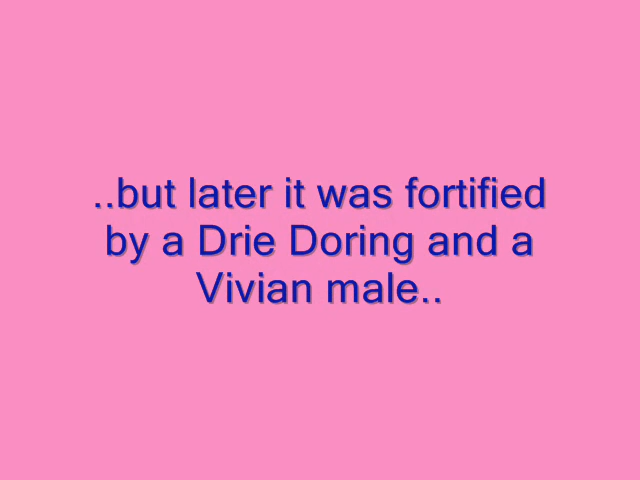 ..but later it was fortified
by a Drie Doring and a
Vivian male..